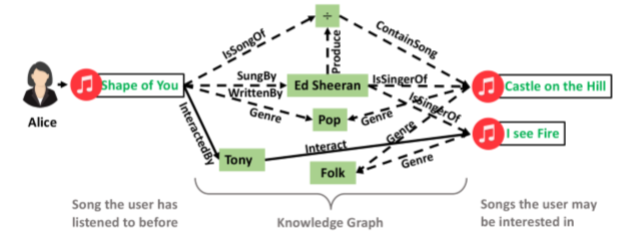 ÷
IsSongOf
ContainSong
Produce
Shape of You
SungBy
Ed Sheeran
IsSingerOf
Castle on the Hill
WrittenBy
IsSingerOf
Alice
Genre
Pop
Genre
I see Fire
InteractedBy
Genre
Tony
Interact
Genre
Folk
Song the user has
listened to before
Knowledge Graph
Songs the user may
be interested in